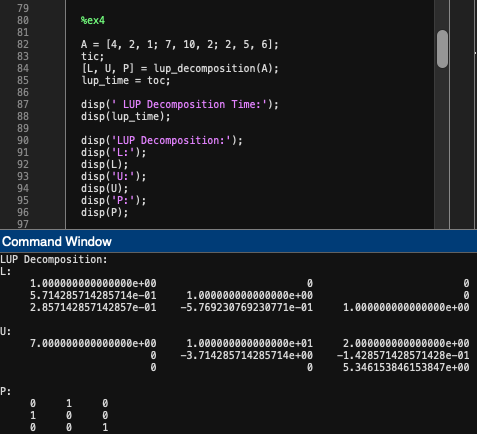 79
80 %ex4
81
82 A = [4, 2, 1; 7, 10, 2; 2, 5, 6];
83 tic;
84 [L, U, P] = lup_decomposition(A);
85 lup_time = toc;
86
87 disp(' LUP Decomposition Time:');
88 disp(lup_time);
89
90 disp('LUP Decomposition:');
91 disp('L:');
92 disp(L);
93 disp('U:');
94 disp(U);
95 disp('P:');
96 disp(P);
97
Command Window
LUP Decomposition:
L:
1.000000000000000e+00 0 0
5.714285714285714e-01 1.000000000000000e+00 0
2.857142857142857e-01 -5.769230769230771e-01 1.000000000000000e+00
U:
7.000000000000000e+00 1.000000000000000e+01 2.000000000000000e+00
0 -3.714285714285714e+00 -1.428571428571428e-01
0 0 5.346153846153847e+00
P:
0 1 0
1 0 0
0 0 1